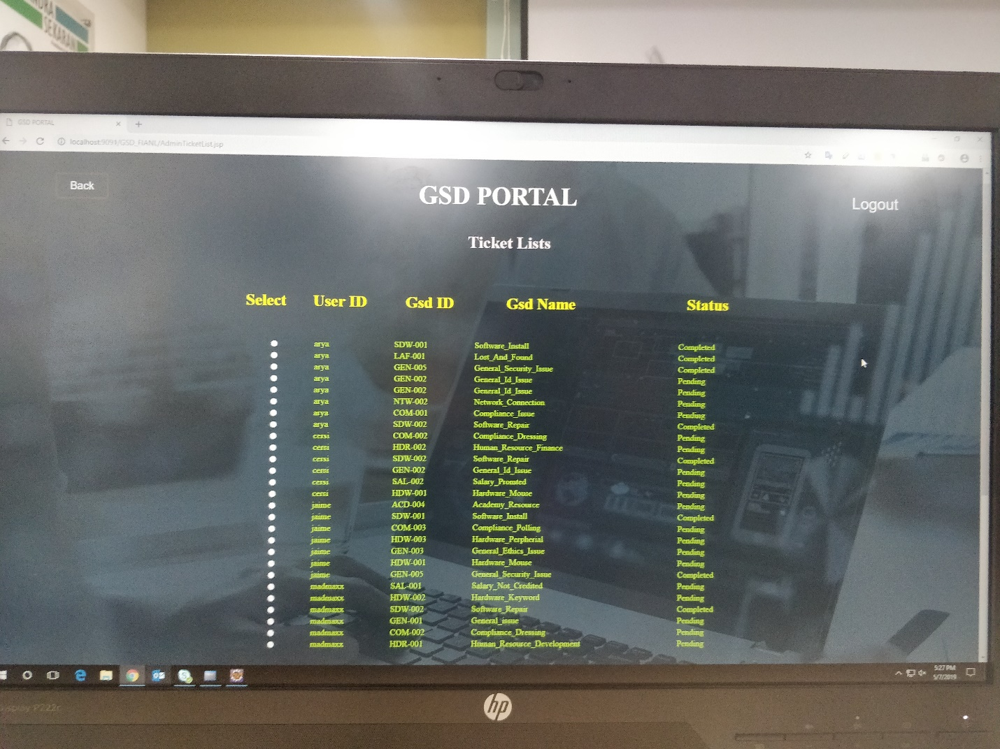 SEKARAN
GSD PORTAL
localhost:9091/GSD_FIANL/AdminTicketList.jsp
Back
GSD PORTAL
Logout
Ticket Lists
Select User ID Gsd ID Gsd Name Status
arya SDW-001 Software_Install Completed
arya LAF-001 Lost_And_Found Completed
arya GEN-005 General_Security_Issue Completed
arya GEN-002 General_Id_Issue Pending
arya GEN-002 General_Id_Issue Pending
arya NTW-002 Network_Connection Pending
arya COM-001 Compliance_Issue Pending
arya SDW-002 Software_Repair Completed
cersi COM-002 Compliance_Dressing Pending
cersi HDR-002 Human_Resource_Finance Pending
cersi SDW-002 Software_Repair Completed
cersi GEN-002 General_Id_Issue Pending
cersi SAL-002 Salary_Promted Pending
cersi HDW-001 Hardware_Mouse Pending
jaime ACD-004 Academy_Resource Pending
jaime SDW-001 Software_Install Completed
jaime COM-003 Compliance_Polling Pending
jaime HDW-003 Hardware_Perpherial Pending
jaime GEN-003 General_Ethics_Issue Pending
jaime HDW-001 Hardware_Mouse Pending
jaime GEN-005 General_Security_Issue Completed
madmaxx SAL-001 Salary_Not_Credited Pending
madmaxx HDW-002 Hardware_Keyword Pending
madmaxx SDW-002 Software_Repair Completed
madmaxx GEN-001 General_issue Pending
madmaxx COM-002 Compliance_Dressing Pending
madmaxx HDR-001 Human_Resource_Development Pending
5:27 PM
5/7/2019
hp